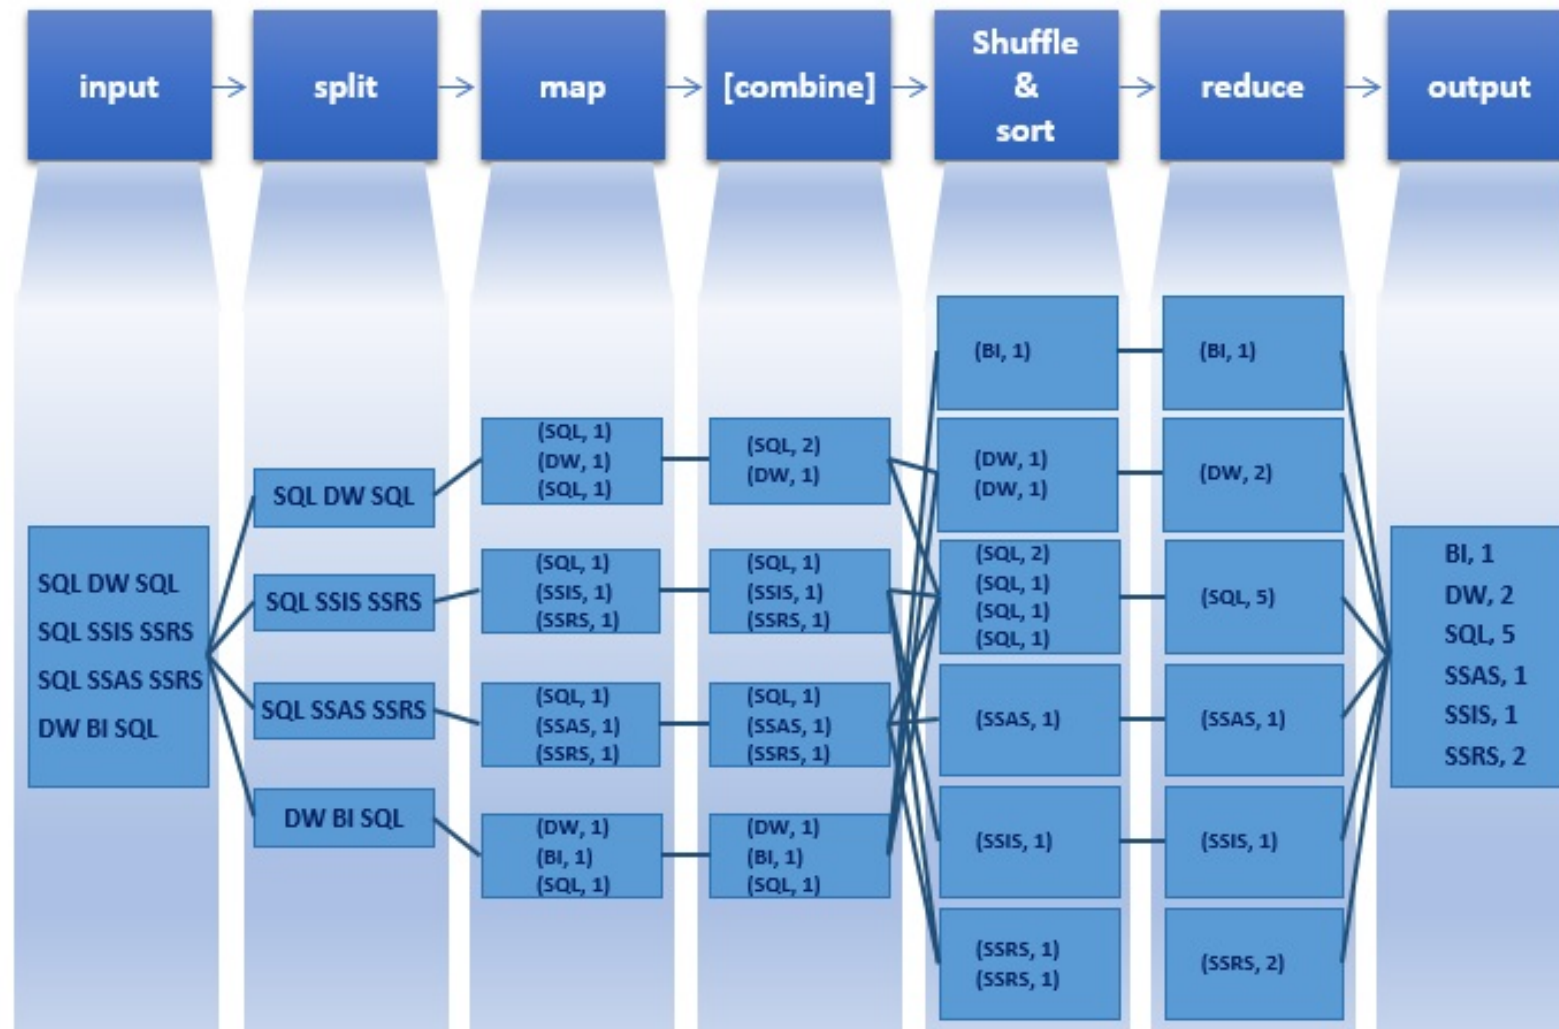 input
split
map
[combine]
Shuffle
&
sort
reduce
output
SQL DW SQL
SQL SSIS SSRS
SQL SSAS SSRS
DW BI SQL
SQL DW SQL
SQL SSIS SSRS
SQL SSAS SSRS
DW BI SQL
(SQL, 1)
(DW, 1)
(SQL, 1)
(SQL, 1)
(SSIS, 1)
(SSRS, 1)
(SQL, 1)
(SSAS, 1)
(SSRS, 1)
(DW, 1)
(BI, 1)
(SQL, 1)
(SQL, 2)
(DW, 1)
(SQL, 1)
(SSIS, 1)
(SSRS, 1)
(SQL, 1)
(SSAS, 1)
(SSRS, 1)
(DW, 1)
(BI, 1)
(SQL, 1)
(BI, 1)
(DW, 1)
(DW, 1)
(SQL, 2)
(SQL, 1)
(SQL, 1)
(SQL, 1)
(SSAS, 1)
(SSIS, 1)
(SSRS, 1)
(SSRS, 1)
(BI, 1)
(DW, 2)
(SQL, 5)
(SSAS, 1)
(SSIS, 1)
(SSRS, 2)
BI, 1
DW, 2
SQL, 5
SSAS, 1
SSIS, 1
SSRS, 2